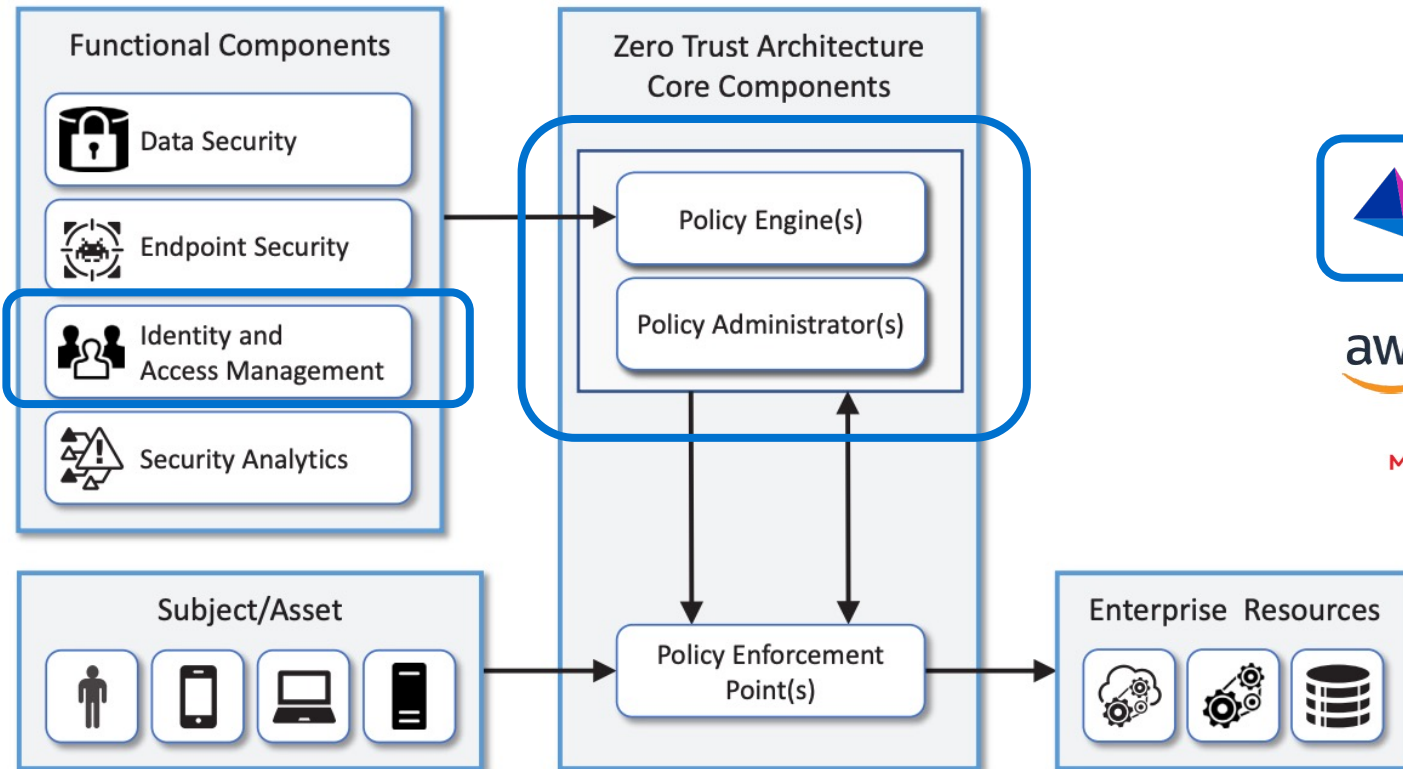 Functional Components
Data Security
Endpoint Security
Identity and
Access Management
Security Analytics
Zero Trust Architecture
Core Components
Policy Engine(s)
Policy Administrator(s)
Policy Enforcement
Point(s)
Subject/Asset
Enterprise Resources